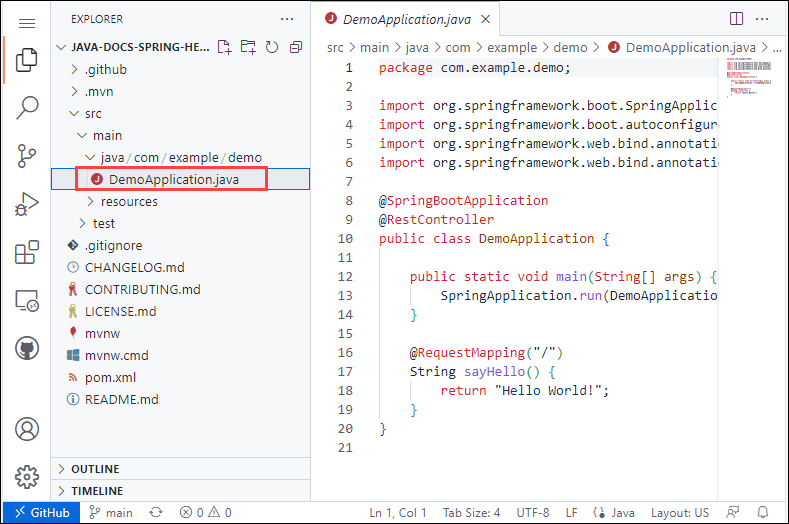 EXPLORER
JAVA-DOCS-SPRING-HE...
.github
.mvn
src
main
java/com/example/demo
DemoApplication.java
resources
test
.gitignore
CHANGELOG.md
CONTRIBUTING.md
LICENSE.md
mvnw
mvnw.cmd
pom.xml
README.md
OUTLINE
TIMELINE
DemoApplication.java
src > main > java > com > example > demo > DemoApplication.java > ...
1 package com.example.demo;
2
3 import org.springframework.boot.SpringApplic
4 import org.springframework.boot.autoconfigur
5 import org.springframework.web.bind.annotati
6 import org.springframework.web.bind.annotati
7
8 @SpringBootApplication
9 @RestController
10 public class DemoApplication {
11
12 public static void main(String[] args) {
13 SpringApplication.run(DemoApplicatio
14 }
15
16 @RequestMapping("/")
17 String sayHello() {
18 return "Hello World!";
19 }
20 }
21
GitHub main 0 0 Ln 1, Col 1 Tab Size: 4 UTF-8 LF Java Layout: US